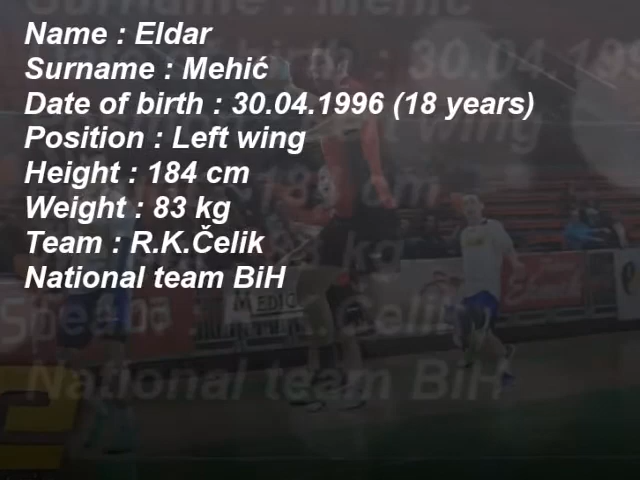 Name : Eldar
Surname : Mehić
Date of birth : 30.04.1996 (18 years)
Position : Left wing
Height : 184 cm
Weight : 83 kg
Team : R.K.Čelik
National team BiH